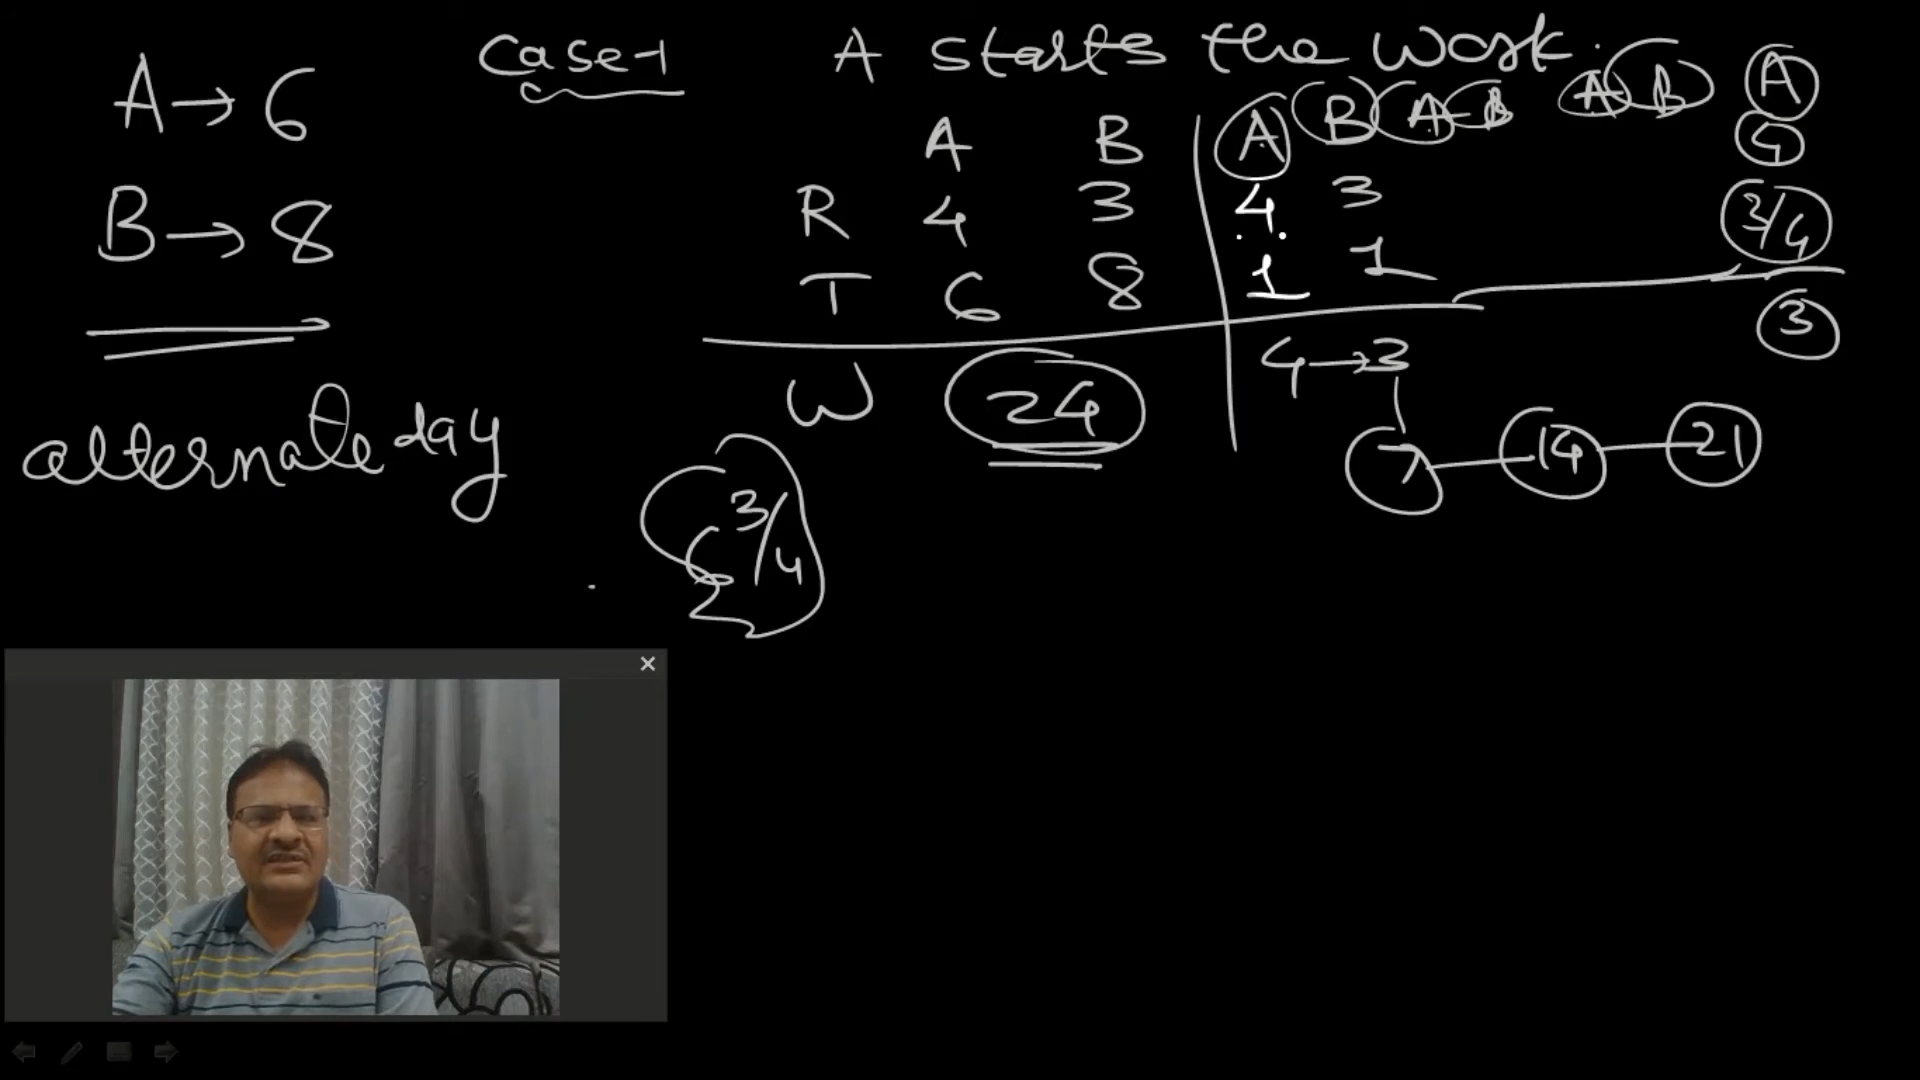 A → 6
B → 8
alternate day
Case-1 A starts the work.
A B A B A B A
A B
R 4 3 4 3 4
T 6 8 1 1 3/4
W 24 3
4 → 3
7 — 14 — 21
6 3/4